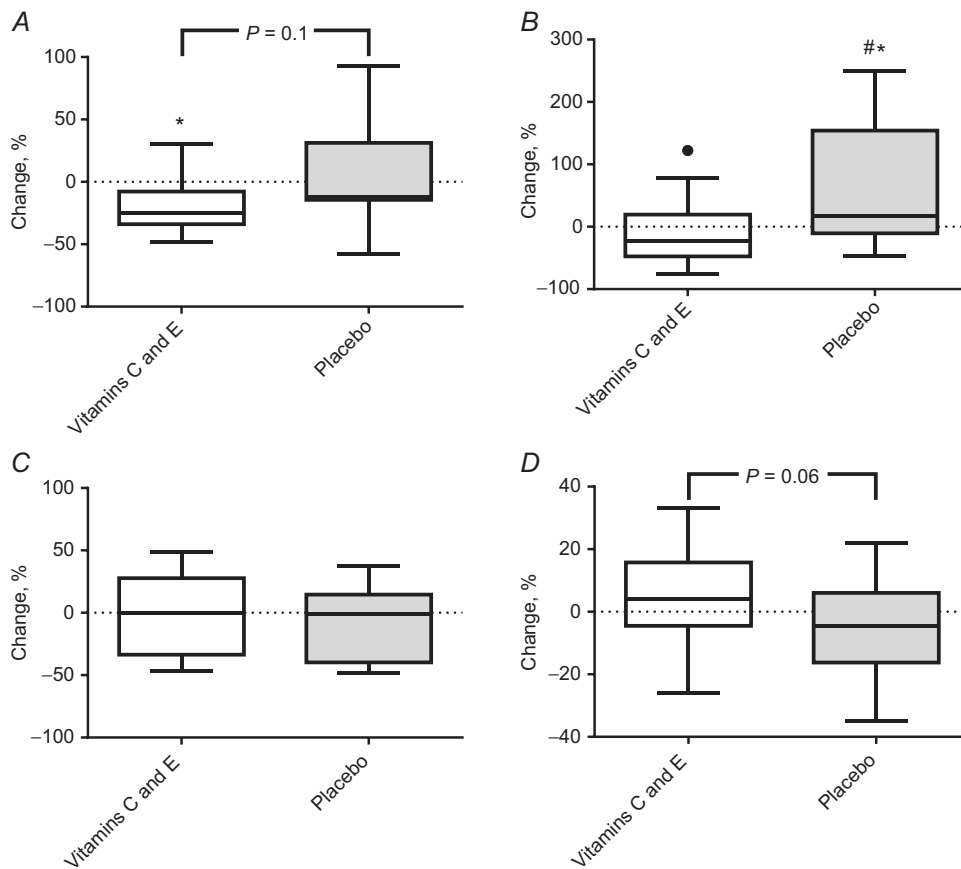 A
P = 0.1
Change, %
100
50
0
–50
–100
*
Vitamins C and E
Placebo
B
Change, %
300
200
100
0
–100
#*
Vitamins C and E
Placebo
C
Change, %
100
50
0
–50
–100
Vitamins C and E
Placebo
D
P = 0.06
Change, %
40
20
0
–20
–40
Vitamins C and E
Placebo